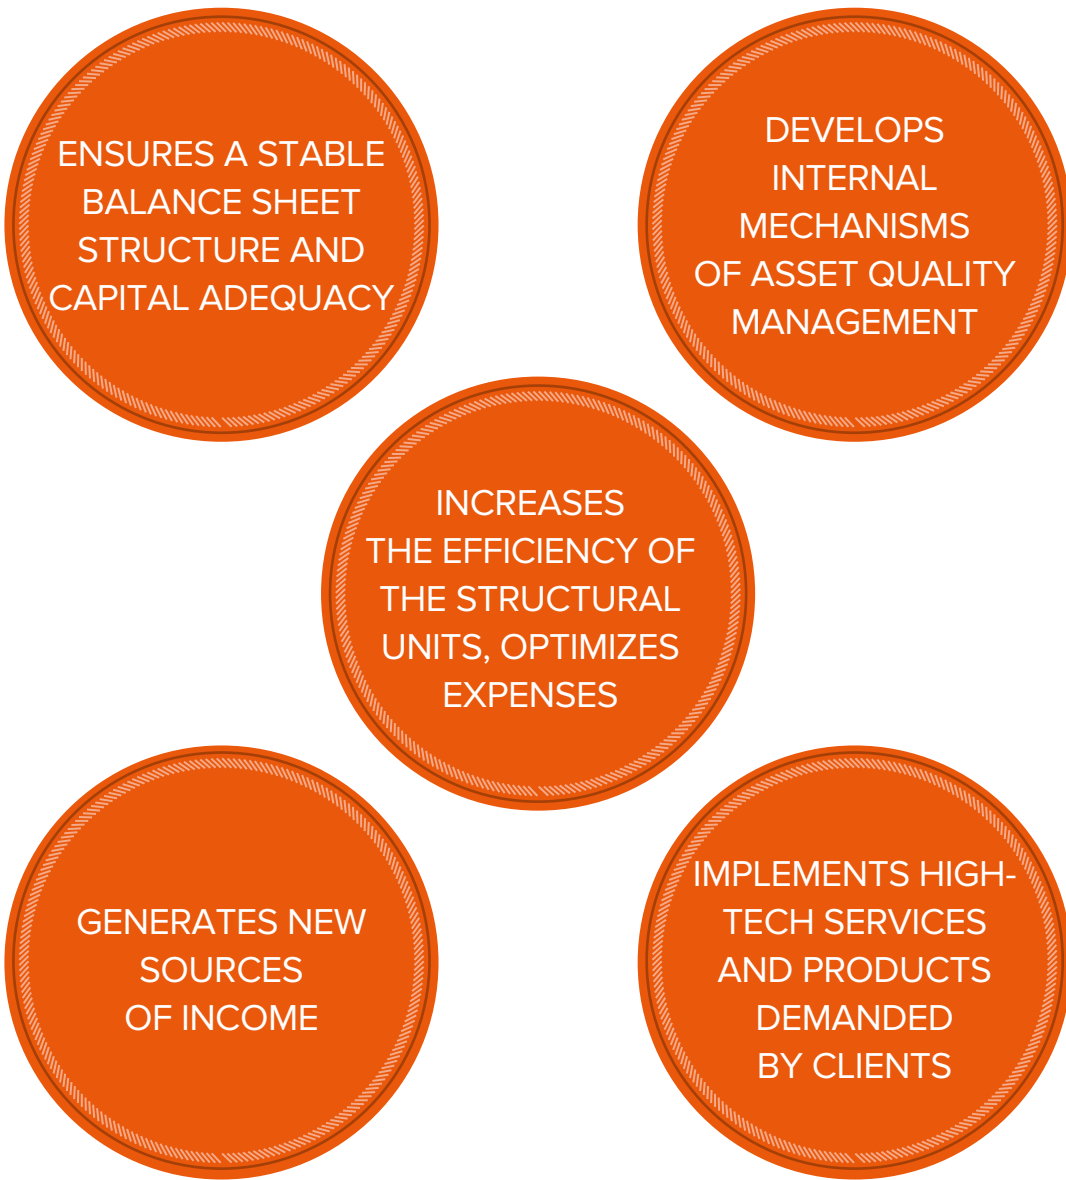 ENSURES A STABLE
BALANCE SHEET
STRUCTURE AND
CAPITAL ADEQUACY
DEVELOPS
INTERNAL
MECHANISMS
OF ASSET QUALITY
MANAGEMENT
INCREASES
THE EFFICIENCY OF
THE STRUCTURAL
UNITS, OPTIMIZES
EXPENSES
GENERATES NEW
SOURCES
OF INCOME
IMPLEMENTS HIGH-
TECH SERVICES
AND PRODUCTS
DEMANDED
BY CLIENTS